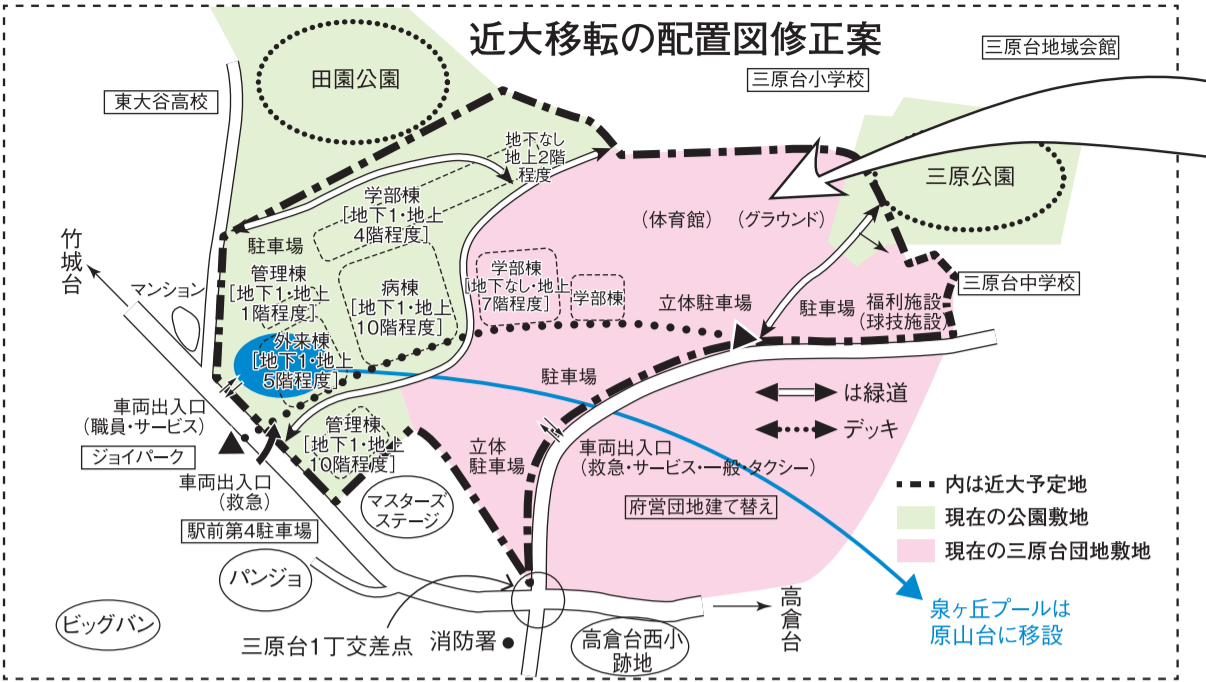 近大移転の配置図修正案
三原台地域会館
三原台小学校
田園公園
東大谷高校
地下なし
地上2階
程度
三原公園
学部棟
[地下1・地上
4階程度]
(体育館)
(グラウンド)
竹城台
駐車場
管理棟
[地下1・地上
1階程度]
病棟
[地下1・地上
10階程度]
学部棟
[地下なし・地上
7階程度]
学部棟
立体駐車場
駐車場
福利施設
(球技施設)
三原台中学校
マンション
外来棟
[地下1・地上
5階程度]
駐車場
は緑道
デッキ
車両出入口
(職員・サービス)
ジョイパーク
管理棟
[地下1・地上
10階程度]
立体
駐車場
車両出入口
(救急・サービス・一般・タクシー)
車両出入口
(救急)
駅前第4駐車場
マスターズ
ステージ
府営団地建て替え
内は近大予定地
現在の公園敷地
現在の三原台団地敷地
パンジョ
ビッグバン
三原台1丁交差点
消防署
高倉台西小
跡地
高倉台
泉ヶ丘プールは
原山台に移設